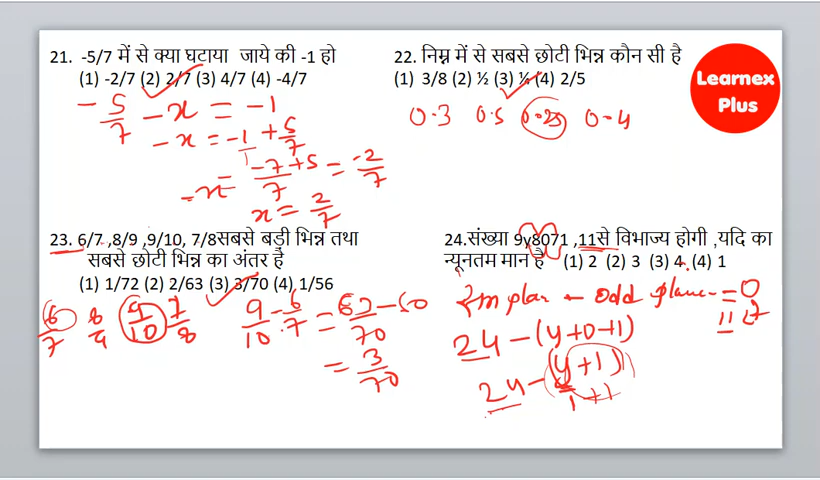 21. -5/7 में से क्या घटाया जाये की -1 हो
(1) -2/7 (2) 2/7 (3) 4/7 (4) -4/7
- 5/7 - x = -1
- x = -1/1 + 5/7
- x = -7+5/7 = -2/7
x = 2/7
22. निम्न में से सबसे छोटी भिन्न कौन सी है
(1) 3/8 (2) ½ (3) ¼ (4) 2/5
0.3 0.5 0.25 0.4
Learnex
Plus
23. 6/7 ,8/9 ,9/10, 7/8सबसे बड़ी भिन्न तथा
सबसे छोटी भिन्न का अंतर है
(1) 1/72 (2) 2/63 (3) 3/70 (4) 1/56
6/7 8/9 9/10 7/8
9/10 - 6/7 = 63-60/70
= 3/70
24.संख्या 9y8071 ,11से विभाज्य होगी ,यदि का
न्यूनतम मान है (1) 2 (2) 3 (3) 4 (4) 1
- odd = 0
11
24 - (y+0+1)
24 - (y+1)
1+1